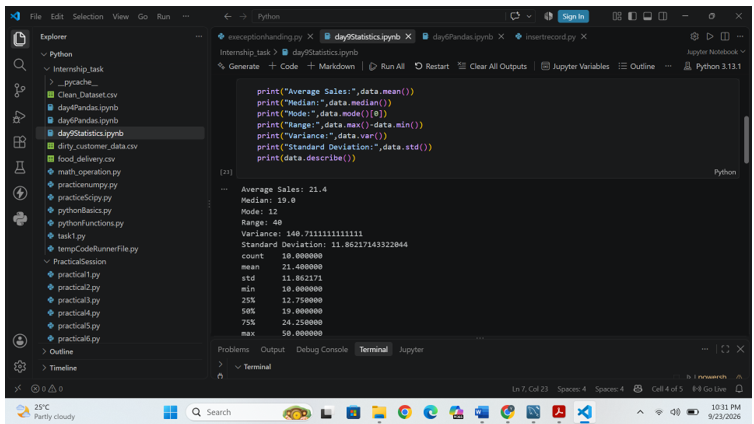 File Edit Selection View Go Run ··· Python Sign In
Explorer ···
Python
Internship_task
__pycache__
Clean_Dataset.csv
day4Pandas.ipynb
day6Pandas.ipynb
day9Statistics.ipynb
dirty_customer_data.csv
food_delivery.csv
math_operation.py
practicenumpy.py
practiceScipy.py
pythonBasics.py
pythonFunctions.py
task1.py
tempCodeRunnerFile.py
PracticalSession
practical1.py
practical2.py
practical3.py
practical4.py
practical5.py
practical6.py
Outline
Timeline
execeptionhanding.py day9Statistics.ipynb day6Pandas.ipynb insertrecord.py
Internship_task > day9Statistics.ipynb Jupyter Notebook
Generate + Code + Markdown Run All Restart Clear All Outputs Jupyter Variables Outline ··· Python 3.13.1
print("Average Sales:",data.mean())
print("Median:",data.median())
print("Mode:",data.mode()[0])
print("Range:",data.max()-data.min())
print("Variance:",data.var())
print("Standard Deviation:",data.std())
print(data.describe())
[21] Python
Average Sales: 21.4
Median: 19.0
Mode: 12
Range: 40
Variance: 140.7111111111111
Standard Deviation: 11.86217143322044
count 10.000000
mean 21.400000
std 11.862171
min 10.000000
25% 12.750000
50% 19.000000
75% 24.250000
max 50.000000
Problems Output Debug Console Terminal Jupyter
Terminal
0 0 Ln 7, Col 23 Spaces: 4 Spaces: 4 Cell 4 of 5 Go Live
25°C
Partly cloudy
Search
10:31 PM
9/23/2026